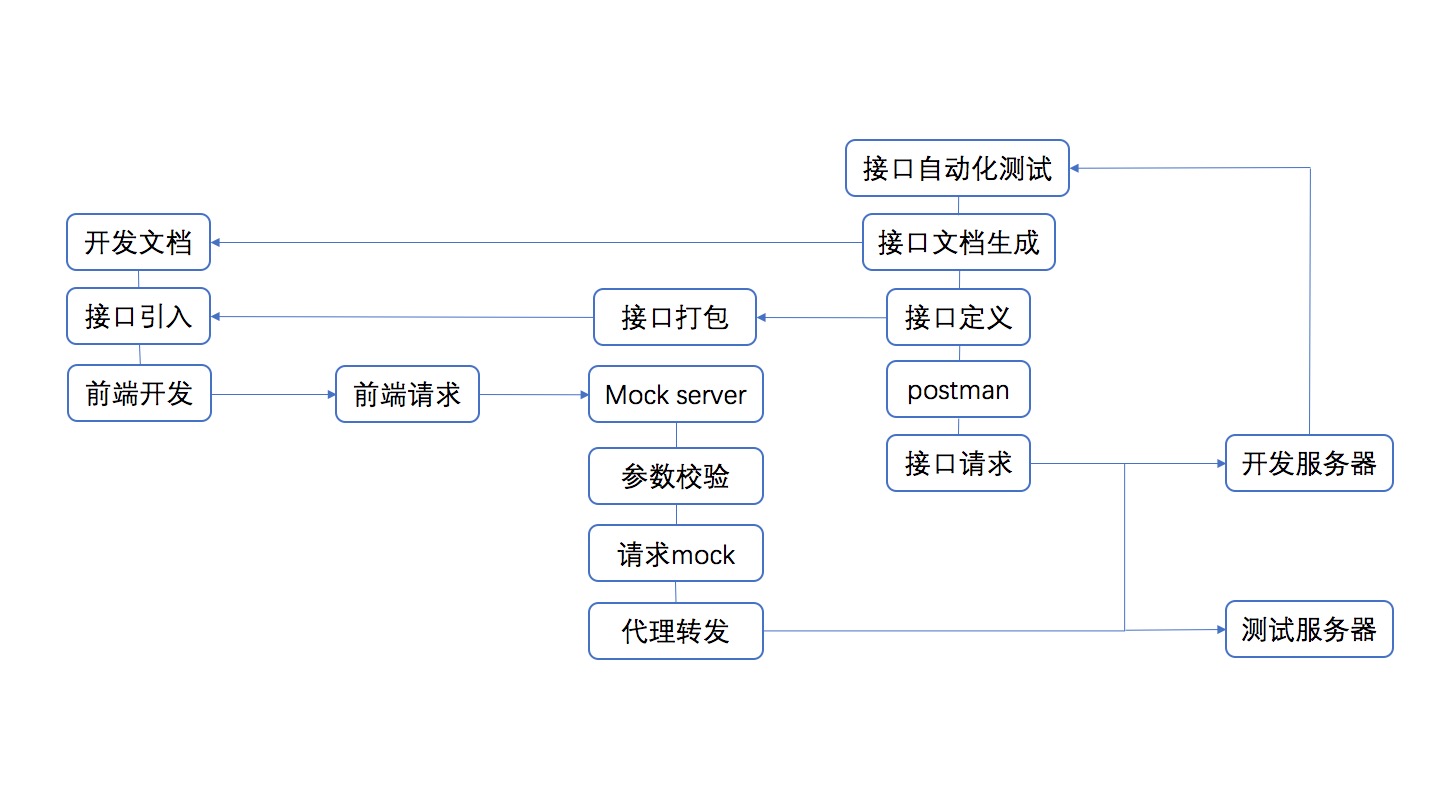 接口自动化测试
开发文档
接口文档生成
接口引入
接口打包
接口定义
前端开发
前端请求
Mock server
postman
参数校验
接口请求
开发服务器
请求mock
代理转发
测试服务器